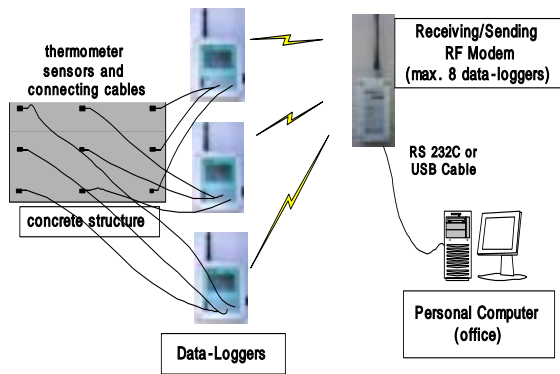 thermometer
sensors and
connecting cables
concrete structure
Data-Loggers
Receiving/Sending
RF Modem
(max. 8 data-loggers)
RS 232C or
USB Cable
Personal Computer
(office)